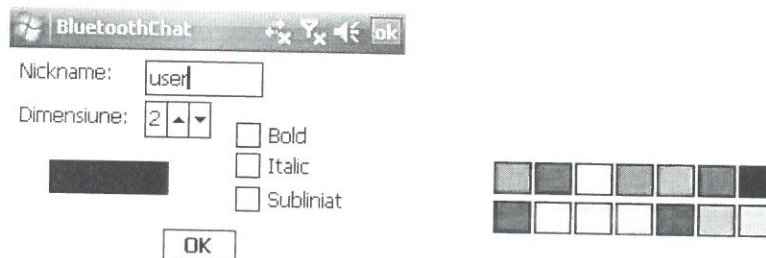 BluetoothChat ok
Nickname: user
Dimensiune: 2
Bold
Italic
Subliniat
OK